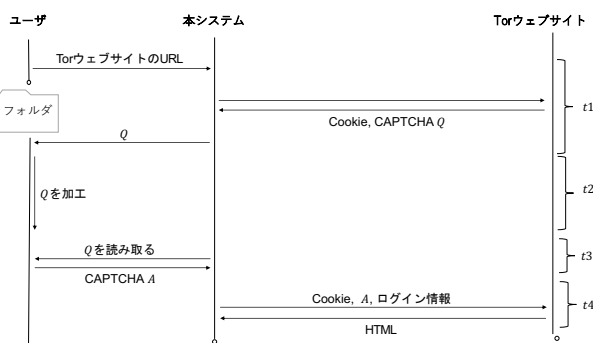 ユーザ
本システム
Torウェブサイト
TorウェブサイトのURL
フォルダ
t1
Cookie, CAPTCHA Q
Q
t2
Qを加工
Qを読み取る
t3
CAPTCHA A
Cookie, A, ログイン情報
t4
HTML